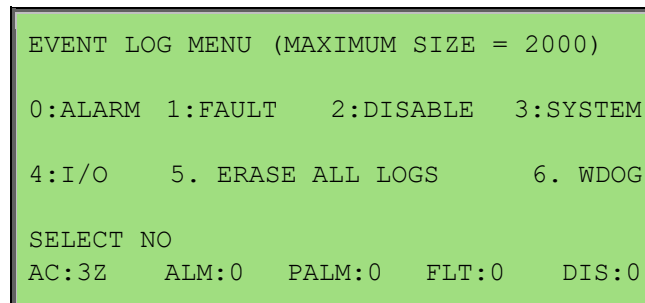 EVENT LOG MENU (MAXIMUM SIZE = 2000)
0:ALARM 1:FAULT 2:DISABLE 3:SYSTEM
4:I/O 5. ERASE ALL LOGS 6. WDOG
SELECT NO
AC:3Z ALM:0 PALM:0 FLT:0 DIS:0